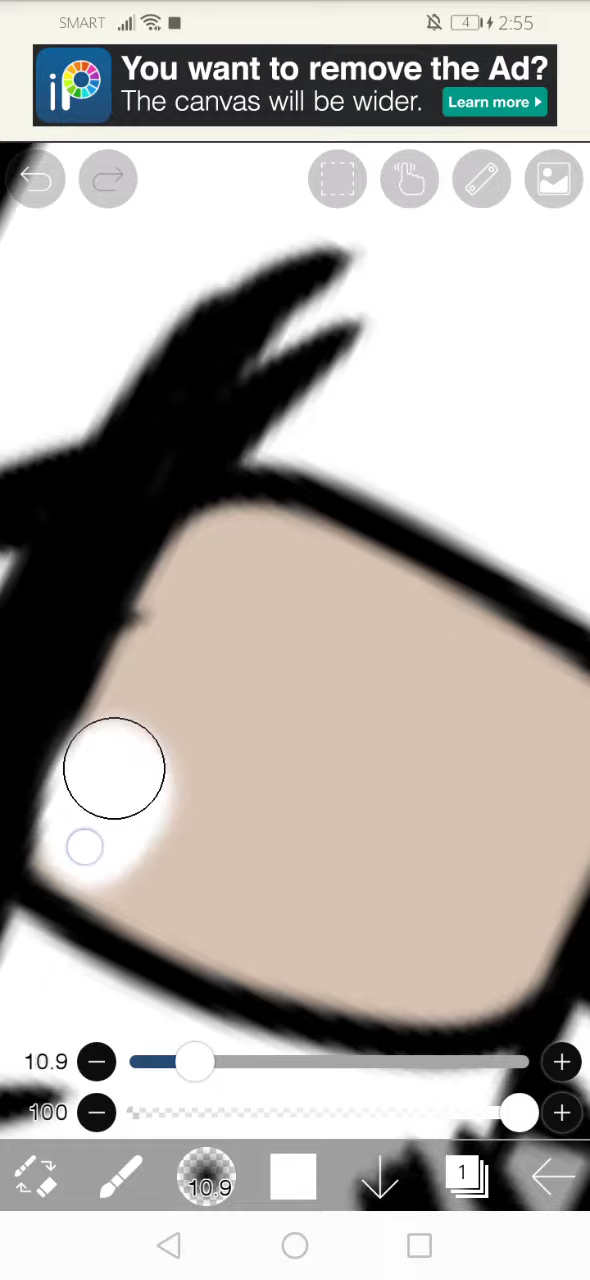 SMART
4 2:55
iP
You want to remove the Ad?
The canvas will be wider.
Learn more
10.9
100
10.9
1